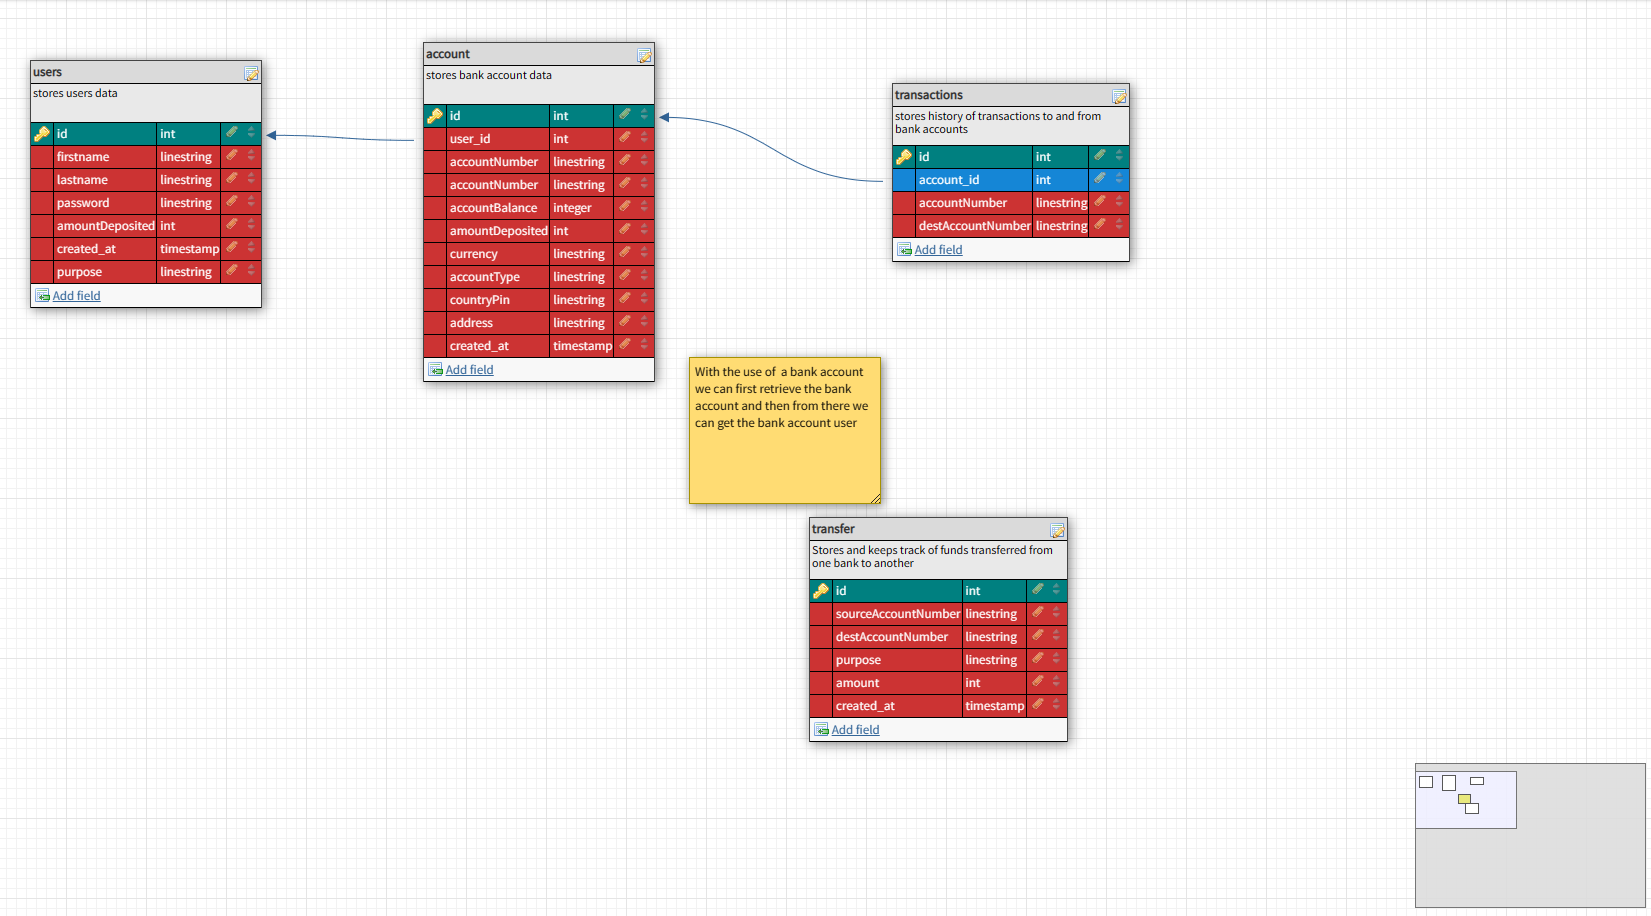 users
stores users data
id int
firstname linestring
lastname linestring
password linestring
amountDeposited int
created_at timestamp
purpose linestring
Add field
account
stores bank account data
id int
user_id int
accountNumber linestring
accountNumber linestring
accountBalance integer
amountDeposited int
currency linestring
accountType linestring
countryPin linestring
address linestring
created_at timestamp
Add field
transactions
stores history of transactions to and from
bank accounts
id int
account_id int
accountNumber linestring
destAccountNumber linestring
Add field
With the use of a bank account
we can first retrieve the bank
account and then from there we
can get the bank account user
transfer
Stores and keeps track of funds transferred from
one bank to another
id int
sourceAccountNumber linestring
destAccountNumber linestring
purpose linestring
amount int
created_at timestamp
Add field